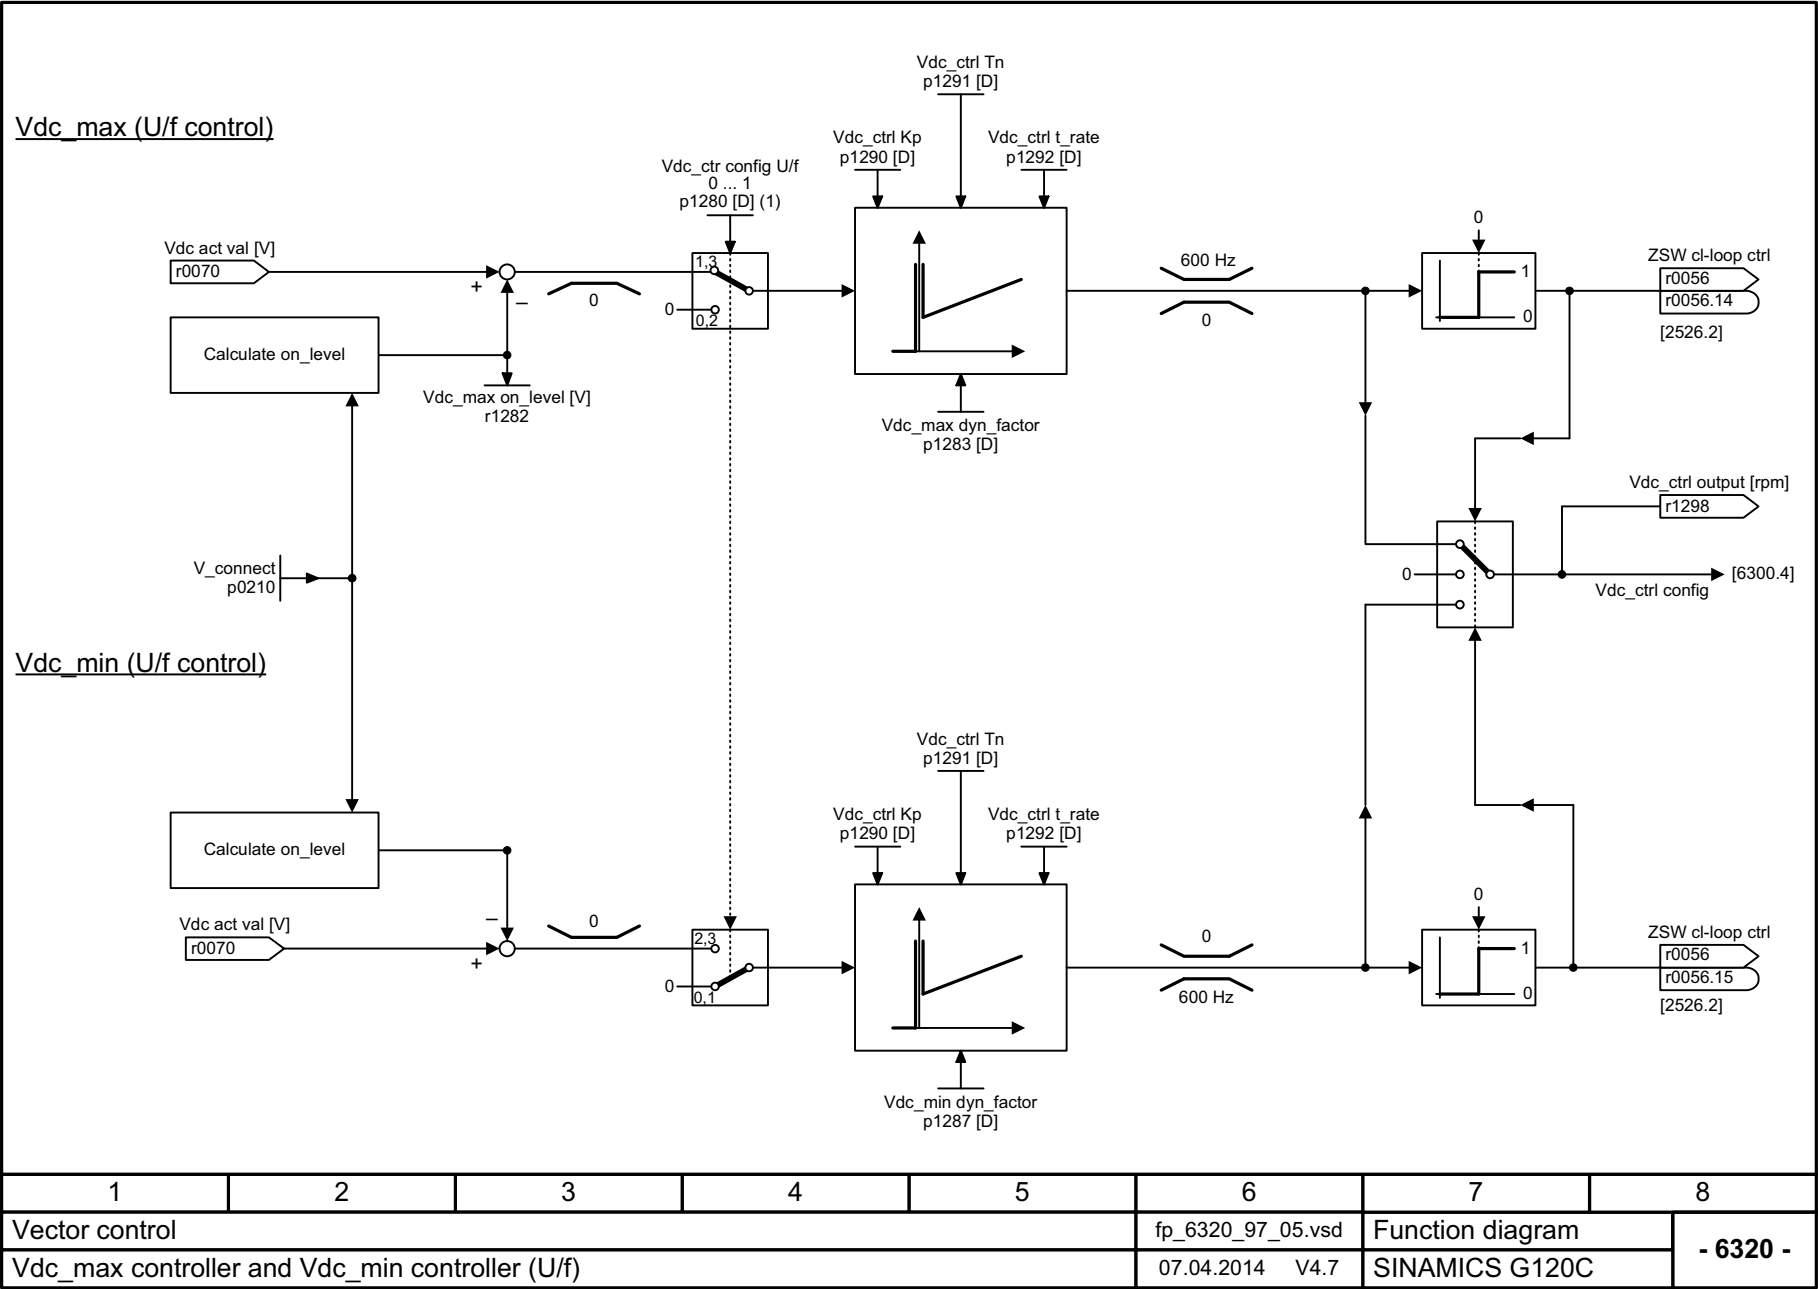 Vdc_max (U/f control)
Vdc_ctrl Tn
p1291 [D]
Vdc_ctrl Kp
p1290 [D]
Vdc_ctrl t_rate
p1292 [D]
Vdc_ctr config U/f
0 ... 1
p1280 [D] (1)
Vdc act val [V]
r0070
+
–
0
1,3
0
0,2
600 Hz
0
0
1
0
ZSW cl-loop ctrl
r0056
r0056.14
[2526.2]
Calculate on_level
Vdc_max on_level [V]
r1282
Vdc_max dyn_factor
p1283 [D]
Vdc_ctrl output [rpm]
r1298
V_connect
p0210
0
[6300.4]
Vdc_ctrl config
Vdc_min (U/f control)
Vdc_ctrl Tn
p1291 [D]
Vdc_ctrl Kp
p1290 [D]
Vdc_ctrl t_rate
p1292 [D]
Calculate on_level
Vdc act val [V]
r0070
–
+
0
2,3
0
0,1
0
600 Hz
0
1
0
ZSW cl-loop ctrl
r0056
r0056.15
[2526.2]
Vdc_min dyn_factor
p1287 [D]
1 2 3 4 5 6 7 8
Vector control
fp_6320_97_05.vsd
Function diagram
- 6320 -
Vdc_max controller and Vdc_min controller (U/f)
07.04.2014 V4.7
SINAMICS G120C